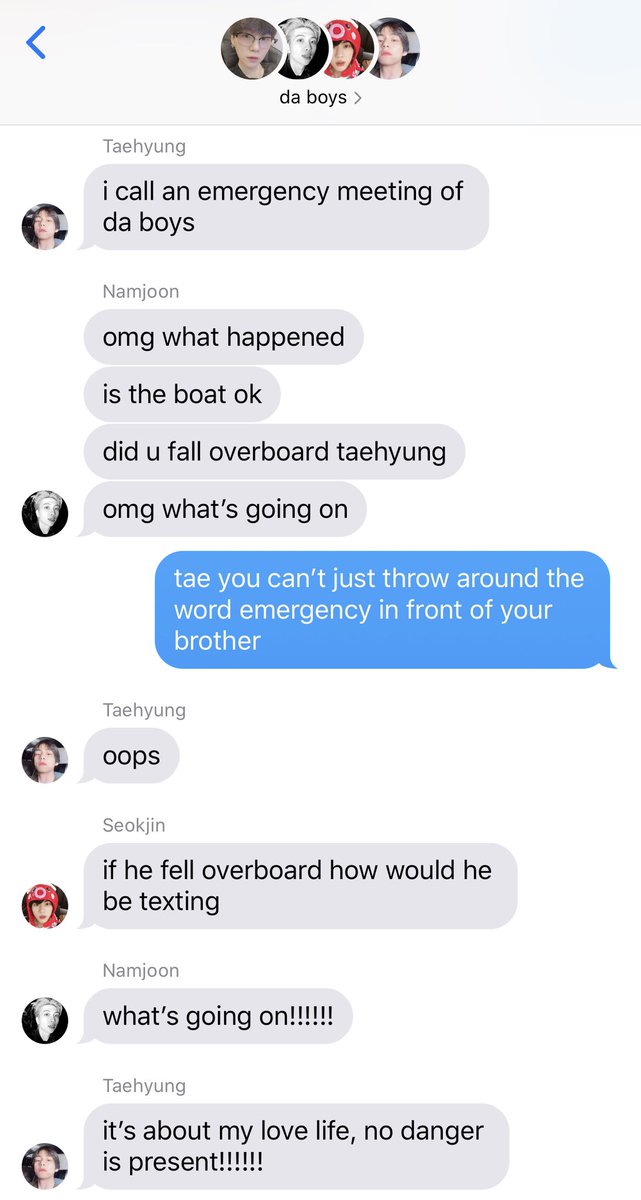 da boys
Taehyung
i call an emergency meeting of
da boys
Namjoon
omg what happened
is the boat ok
did u fall overboard taehyung
omg what’s going on
tae you can’t just throw around the
word emergency in front of your
brother
Taehyung
oops
Seokjin
if he fell overboard how would he
be texting
Namjoon
what’s going on!!!!!!
Taehyung
it’s about my love life, no danger
is present!!!!!!